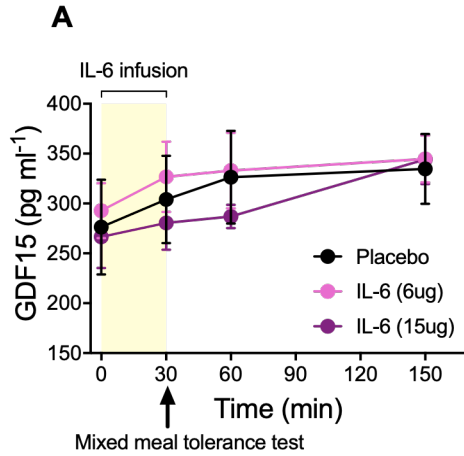 A
IL-6 infusion
400
350
300
250
200
150
GDF15 (pg ml⁻¹)
Placebo
IL-6 (6ug)
IL-6 (15ug)
0 30 60 90 120 150
Time (min)
Mixed meal tolerance test